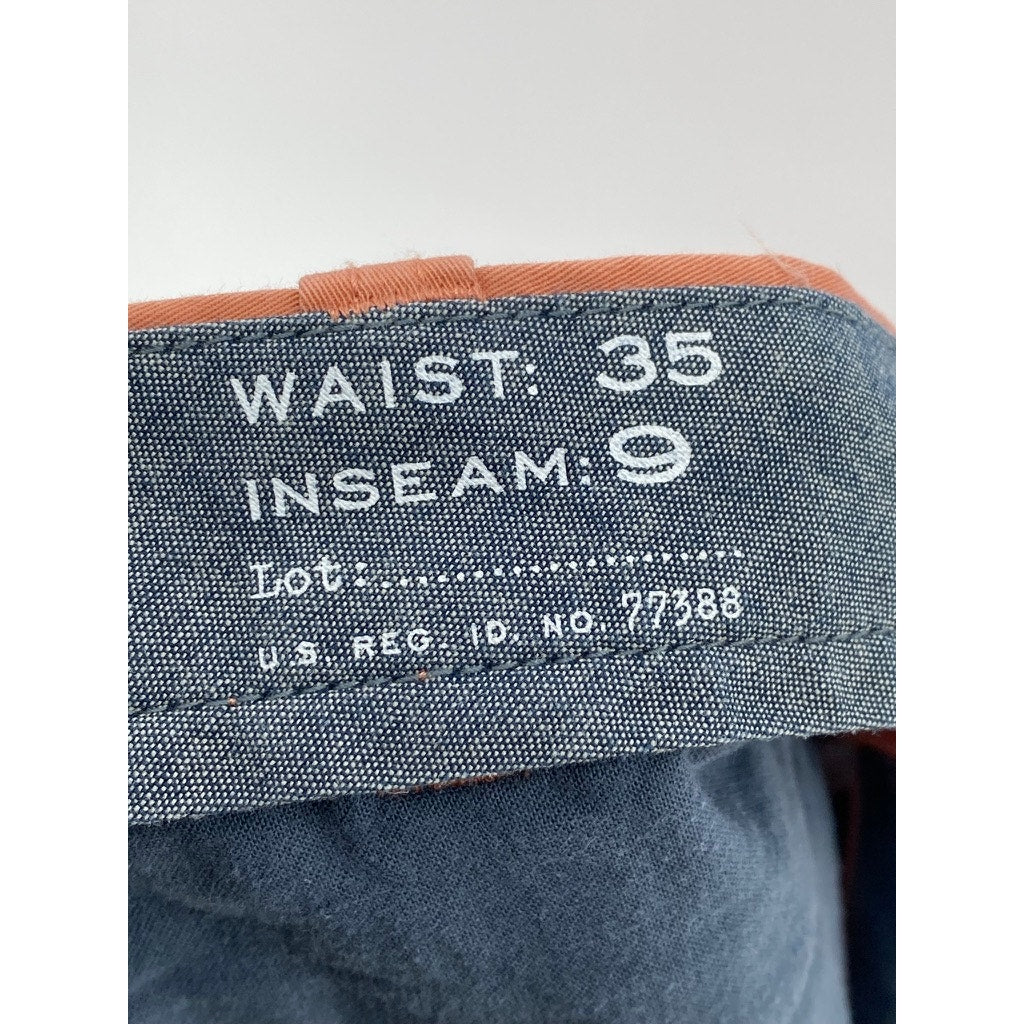 WAIST: 35
INSEAM: 9
Lot:..............................
U.S. REG. ID. NO. 77388